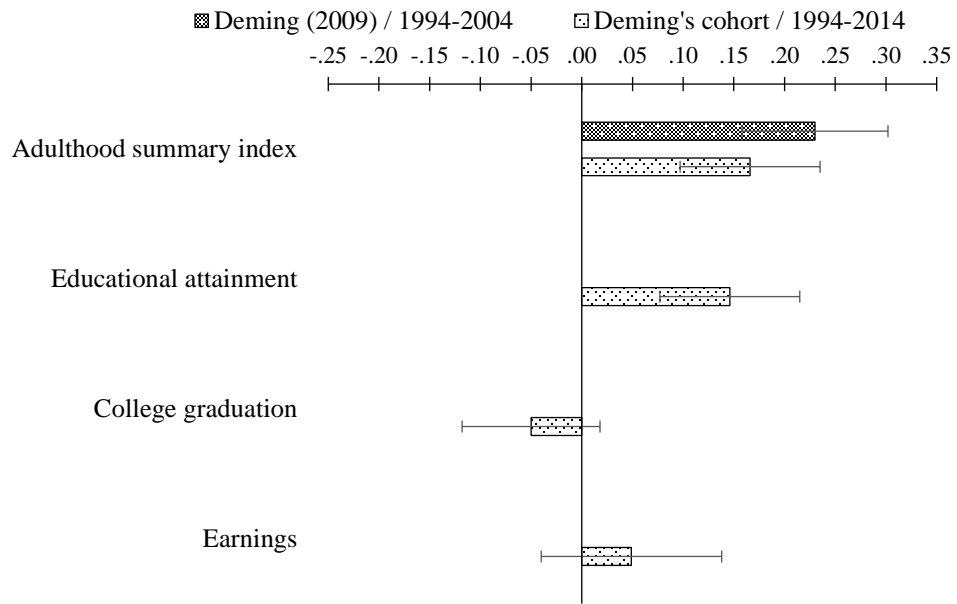 Deming (2009) / 1994-2004 Deming's cohort / 1994-2014
-.25 -.20 -.15 -.10 -.05 .00 .05 .10 .15 .20 .25 .30 .35
Adulthood summary index
Educational attainment
College graduation
Earnings